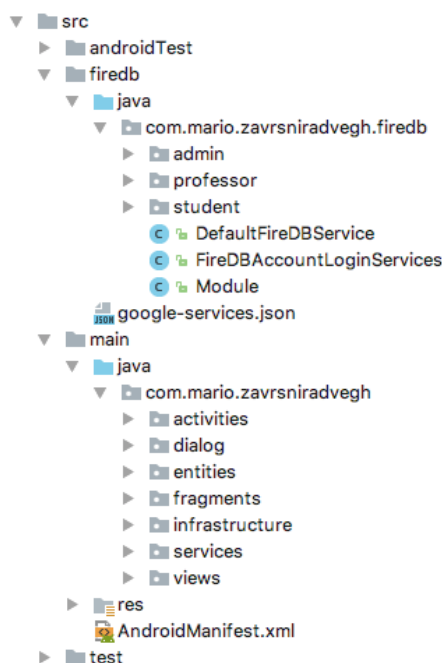 src
androidTest
firedb
java
com.mario.zavrsniradvegh.firedb
admin
professor
student
C DefaultFireDBService
C FireDBAccountLoginServices
C Module
JSON google-services.json
main
java
com.mario.zavrsniradvegh
activities
dialog
entities
fragments
infrastructure
services
views
res
AndroidManifest.xml
test